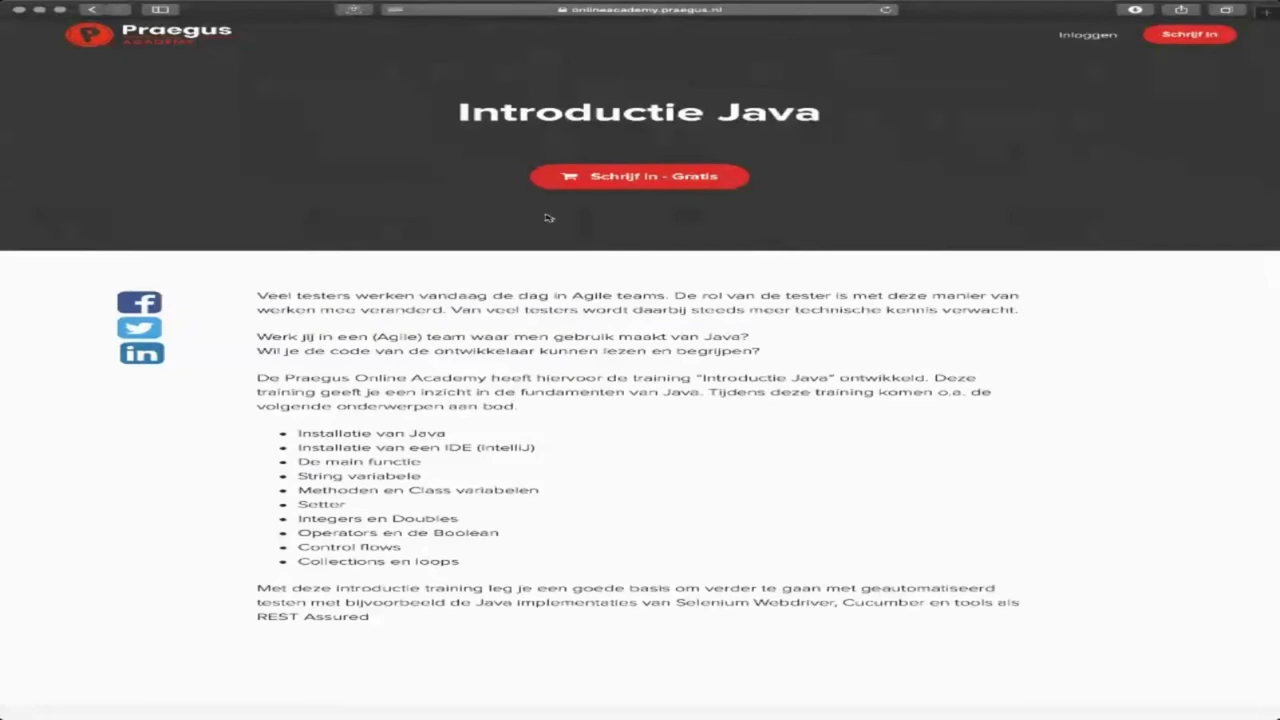 onlineacademy.praegus.nl
Praegus
ACADEMY
Inloggen
Schrijf in
Introductie Java
Schrijf in - Gratis
Veel testers werken vandaag de dag in Agile teams. De rol van de tester is met deze manier van
werken mee veranderd. Van veel testers wordt daarbij steeds meer technische kennis verwacht.
Werk jij in een (Agile) team waar men gebruik maakt van Java?
Wil je de code van de ontwikkelaar kunnen lezen en begrijpen?
De Praegus Online Academy heeft hiervoor de training "Introductie Java" ontwikkeld. Deze
training geeft je een inzicht in de fundamenten van Java. Tijdens deze training komen o.a. de
volgende onderwerpen aan bod.
• Installatie van Java
• Installatie van een IDE (IntelliJ)
• De main functie
• String variabele
• Methoden en Class variabelen
• Setter
• Integers en Doubles
• Operators en de Boolean
• Control flows
• Collections en loops
Met deze introductie training leg je een goede basis om verder te gaan met geautomatiseerd
testen met bijvoorbeeld de Java implementaties van Selenium Webdriver, Cucumber en tools als
REST Assured